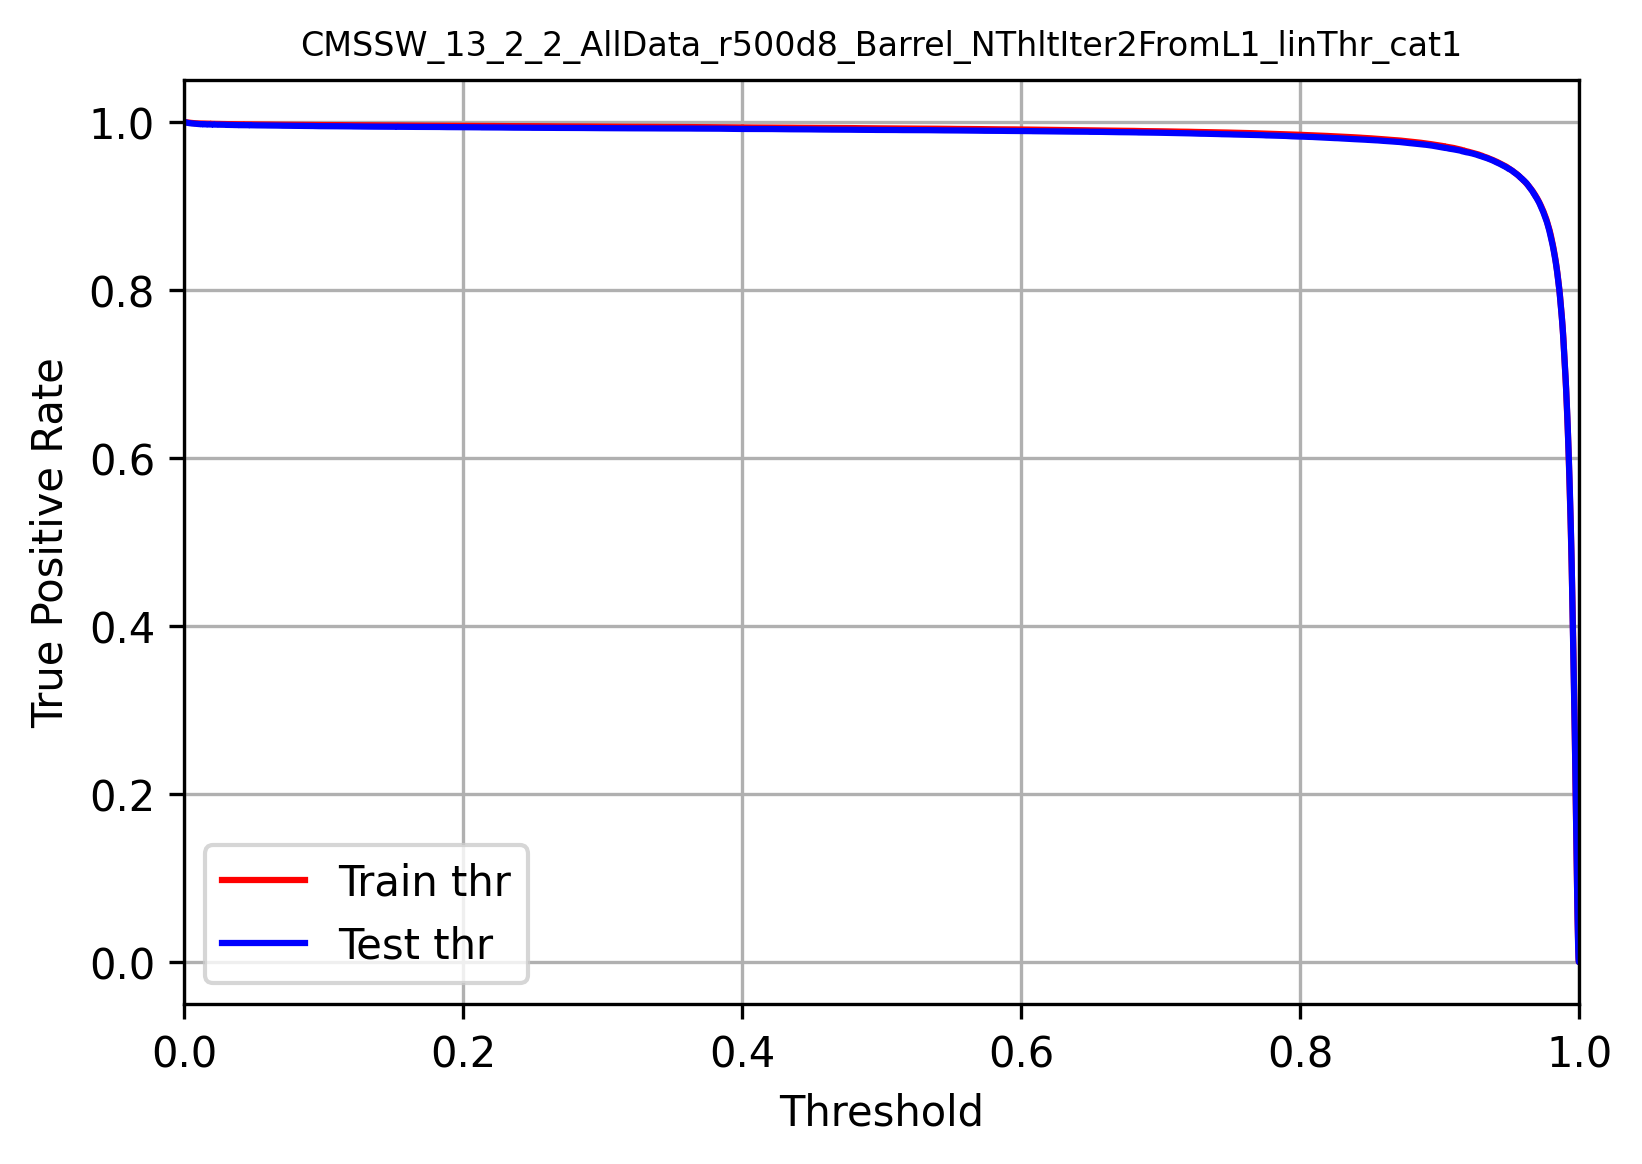 CMSSW_13_2_2_AllData_r500d8_Barrel_NThltIter2FromL1_linThr_cat1
1.0
0.8
0.6
0.4
0.2
0.0
True Positive Rate
Train thr
Test thr
0.0 0.2 0.4 0.6 0.8 1.0
Threshold